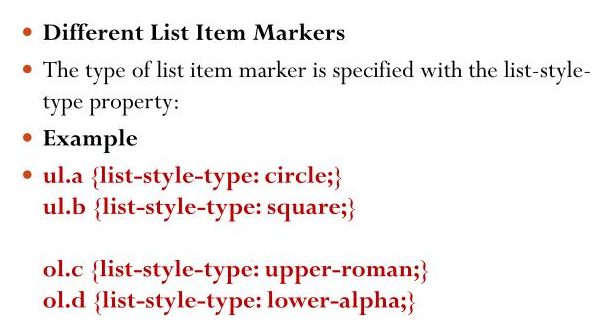 • Different List Item Markers
• The type of list item marker is specified with the list-style-
type property:
• Example
• ul.a {list-style-type: circle;}
ul.b {list-style-type: square;}
ol.c {list-style-type: upper-roman;}
ol.d {list-style-type: lower-alpha;}